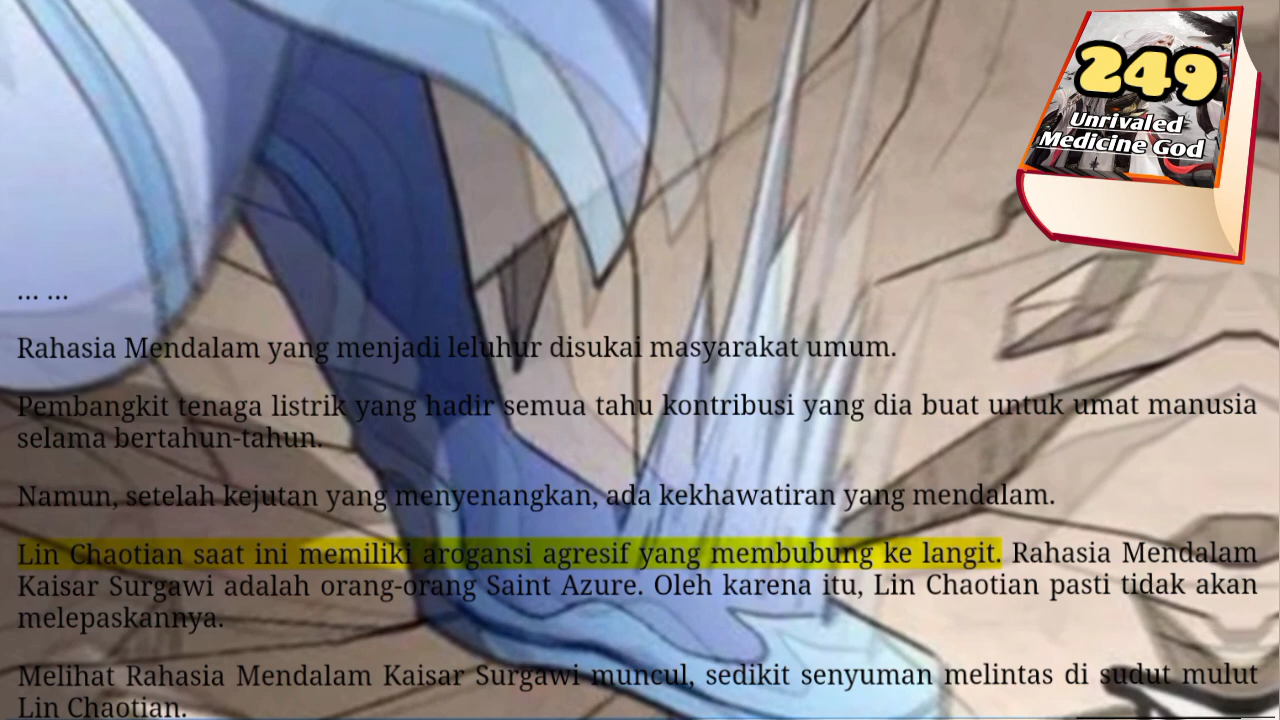 249
Unrivaled
Medicine God
... ...
Rahasia Mendalam yang menjadi leluhur disukai masyarakat umum.
Pembangkit tenaga listrik yang hadir semua tahu kontribusi yang dia buat untuk umat manusia
selama bertahun-tahun.
Namun, setelah kejutan yang menyenangkan, ada kekhawatiran yang mendalam.
Lin Chaotian saat ini memiliki arogansi agresif yang membubung ke langit. Rahasia Mendalam
Kaisar Surgawi adalah orang-orang Saint Azure. Oleh karena itu, Lin Chaotian pasti tidak akan
melepaskannya.
Melihat Rahasia Mendalam Kaisar Surgawi muncul, sedikit senyuman melintas di sudut mulut
Lin Chaotian.